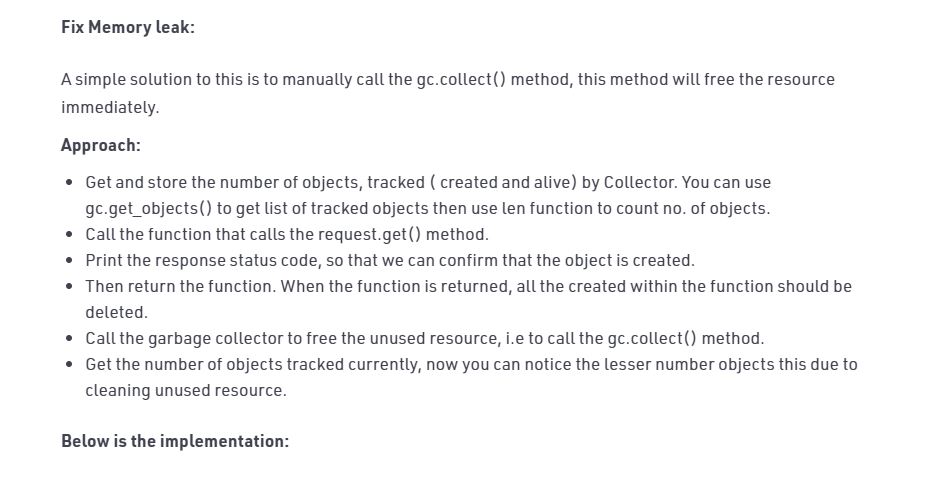 Fix Memory leak:
A simple solution to this is to manually call the gc.collect() method, this method will free the resource
immediately.
Approach:
• Get and store the number of objects, tracked ( created and alive) by Collector. You can use
gc.get_objects() to get list of tracked objects then use len function to count no. of objects.
• Call the function that calls the request.get() method.
• Print the response status code, so that we can confirm that the object is created.
• Then return the function. When the function is returned, all the created within the function should be
deleted.
• Call the garbage collector to free the unused resource, i.e to call the gc.collect() method.
• Get the number of objects tracked currently, now you can notice the lesser number objects this due to
cleaning unused resource.
Below is the implementation: